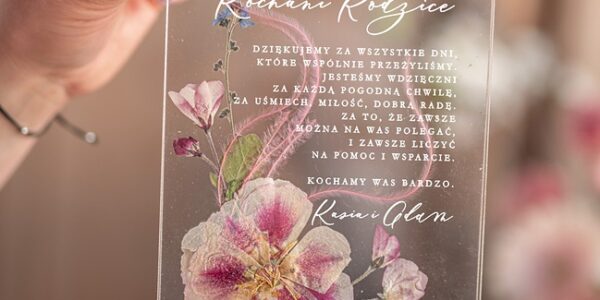 Kochani Rodzice
DZIĘKUJEMY ZA WSZYSTKIE DNI,
KTÓRE WSPÓLNIE PRZEŻYLIŚMY.
JESTEŚMY WDZIĘCZNI
ZA KAŻDĄ POGODNĄ CHWILĘ,
ZA UŚMIECH, MIŁOŚĆ, DOBRĄ RADĘ.
ZA TO, ŻE ZAWSZE
MOŻNA NA WAS POLEGAĆ,
I ZAWSZE LICZYĆ
NA POMOC I WSPARCIE.
KOCHAMY WAS BARDZO.
Kasia i Adam